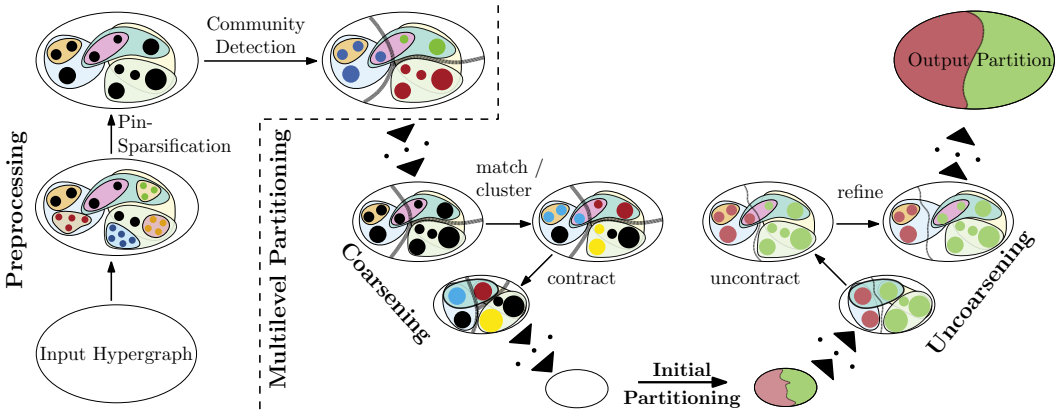 Preprocessing
Input Hypergraph
Pin-
Sparsification
Community
Detection
Multilevel Partitioning
Coarsening
match /
cluster
contract
Initial
Partitioning
uncontract
refine
Uncoarsening
Output Partition